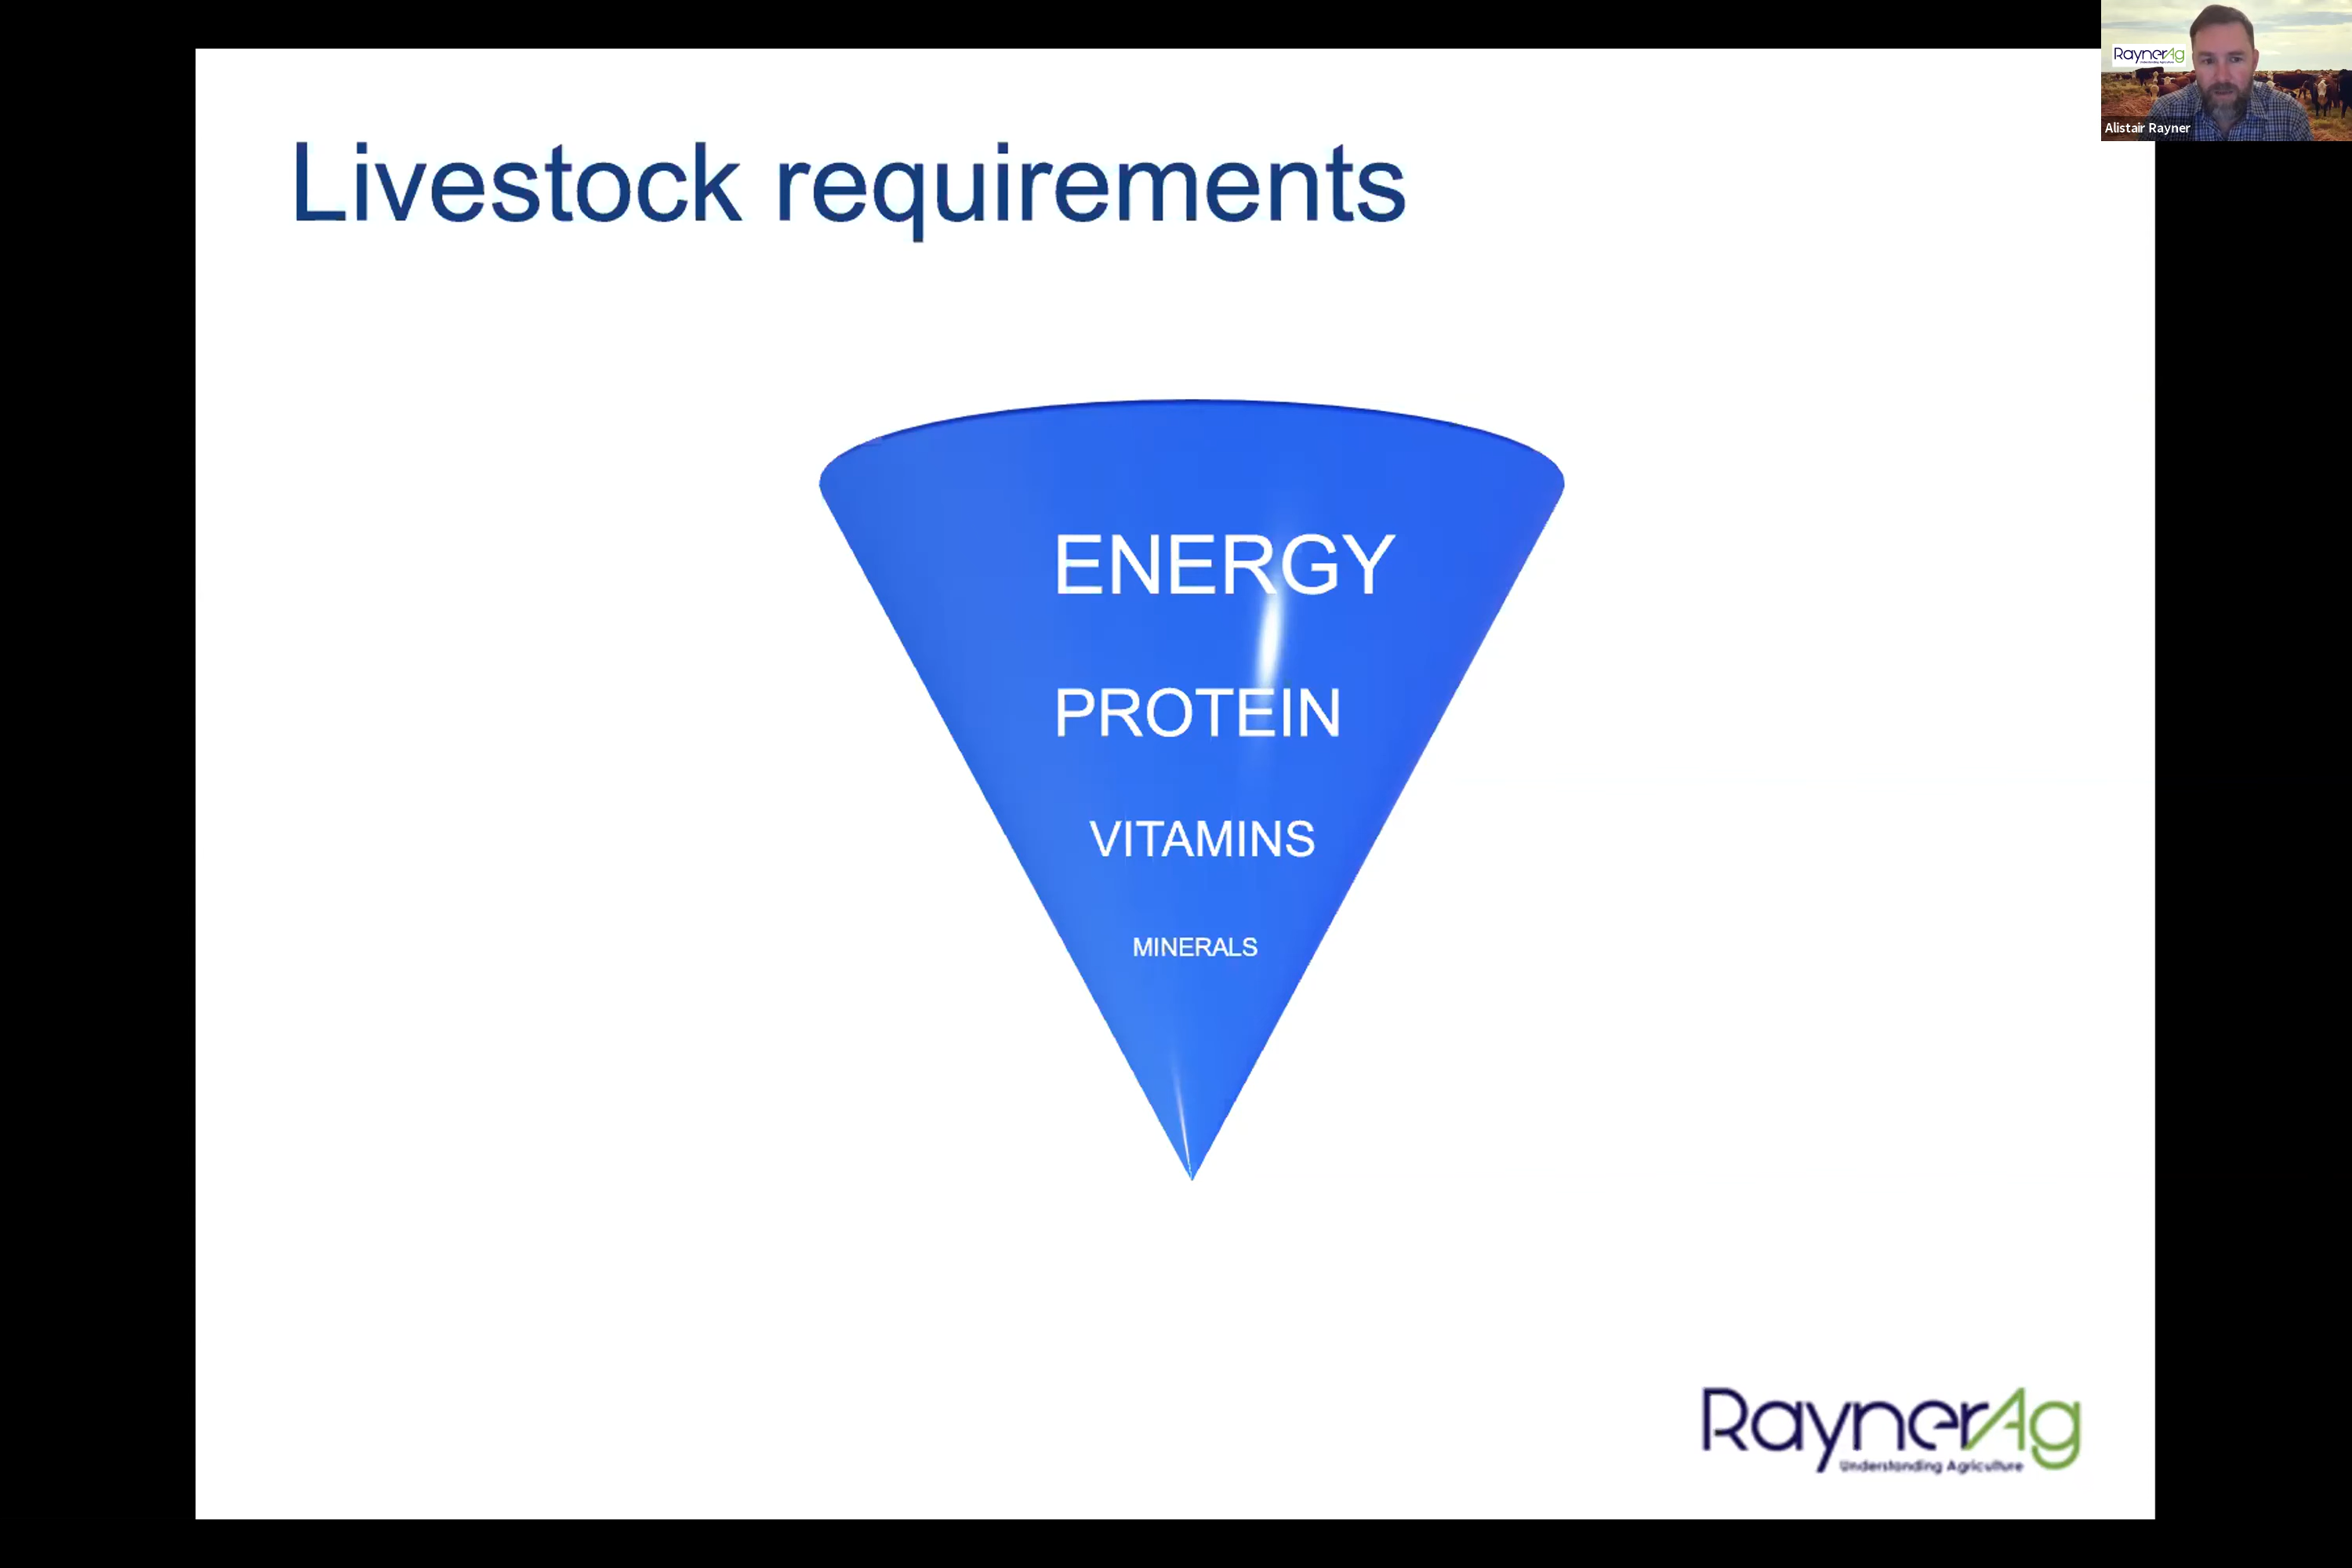 RaynerAg
Alistair Rayner
Livestock requirements
ENERGY
PROTEIN
VITAMINS
MINERALS
RaynerAg
Understanding Agriculture